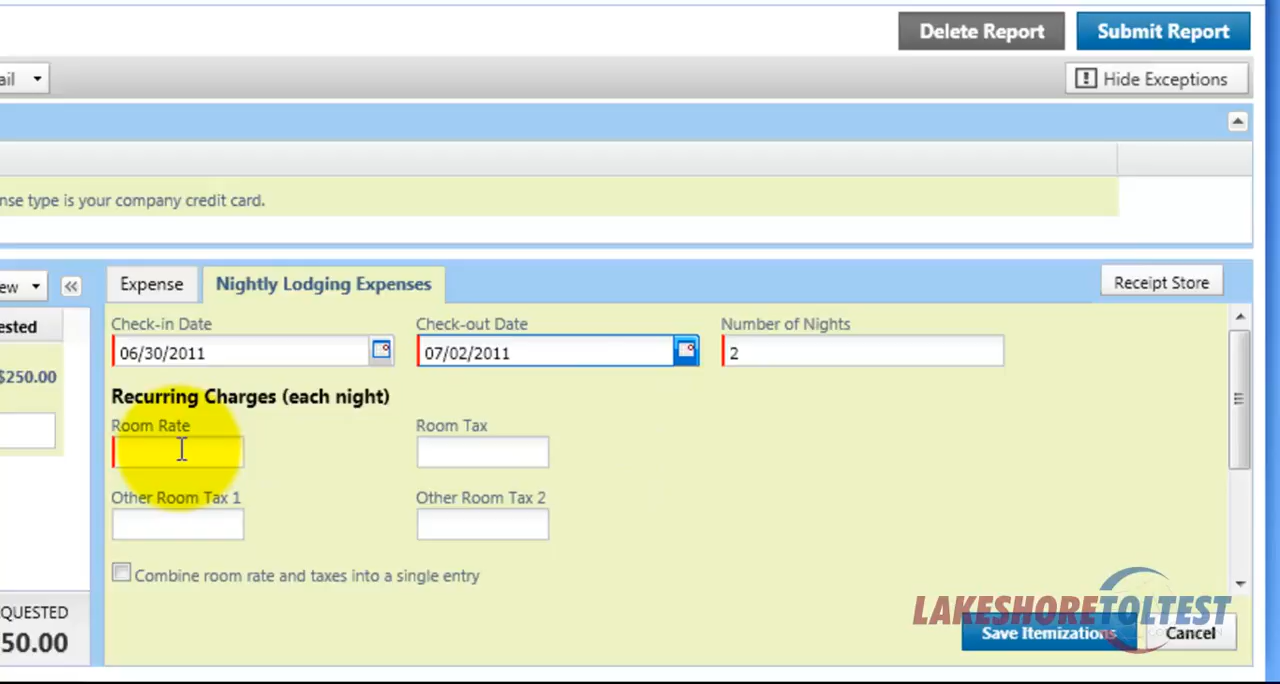 Delete Report
Submit Report
ail
Hide Exceptions
nse type is your company credit card.
ew
Expense
Nightly Lodging Expenses
Receipt Store
ested
Check-in Date
Check-out Date
Number of Nights
06/30/2011
07/02/2011
2
$250.00
Recurring Charges (each night)
Room Rate
Room Tax
Other Room Tax 1
Other Room Tax 2
Combine room rate and taxes into a single entry
QUESTED
50.00
LAKESHORETOLTEST
Save Itemizations
Cancel